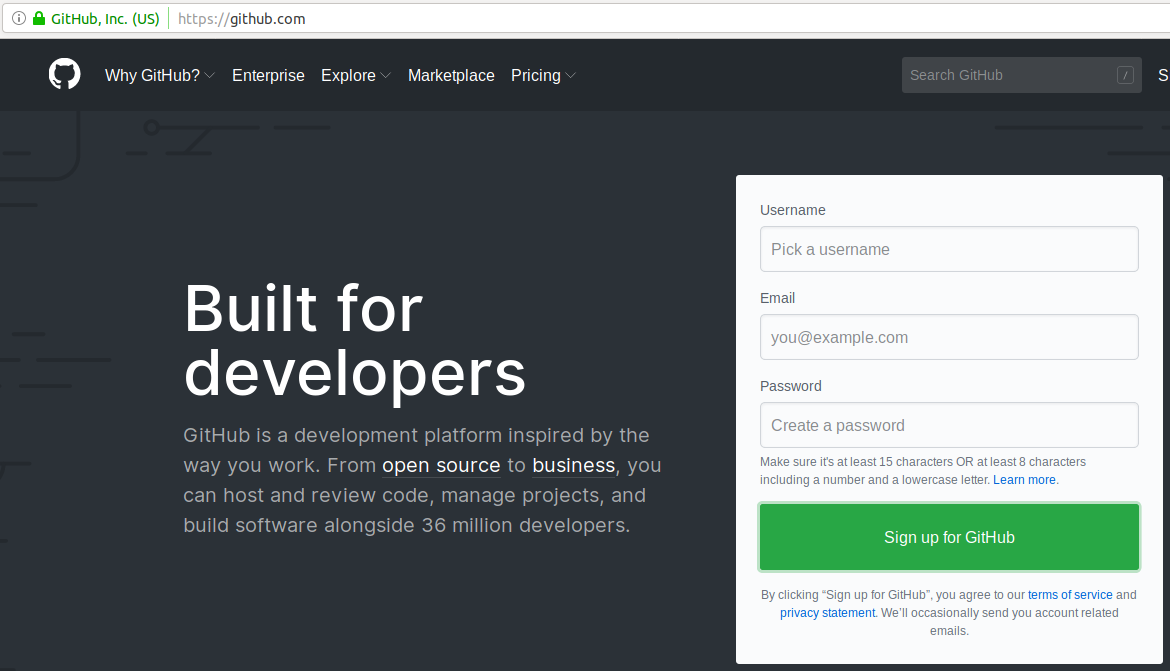 GitHub, Inc. (US) https://github.com
Why GitHub? Enterprise Explore Marketplace Pricing Search GitHub / S
Built for
developers
GitHub is a development platform inspired by the
way you work. From open source to business, you
can host and review code, manage projects, and
build software alongside 36 million developers.
Username
Pick a username
Email
you@example.com
Password
Create a password
Make sure it's at least 15 characters OR at least 8 characters
including a number and a lowercase letter. Learn more.
Sign up for GitHub
By clicking “Sign up for GitHub”, you agree to our terms of service and
privacy statement. We’ll occasionally send you account related
emails.